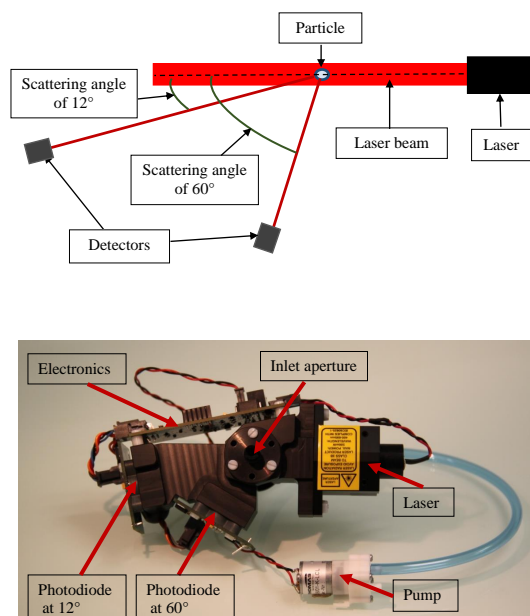 Particle
Scattering angle
of 12°
Scattering angle
of 60°
Laser beam
Laser
Detectors
Electronics
Inlet aperture
Laser
Photodiode
at 12°
Photodiode
at 60°
Pump